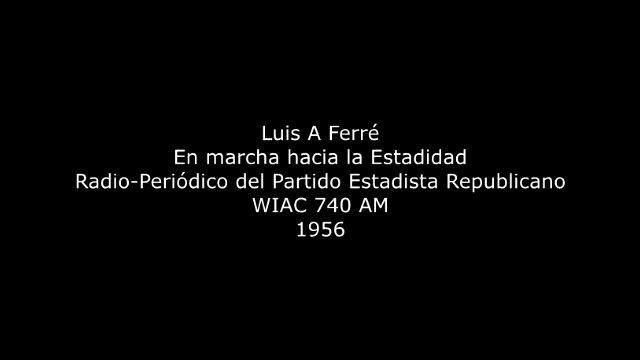 Luis A Ferré
En marcha hacia la Estadidad
Radio-Periódico del Partido Estadista Republicano
WIAC 740 AM
1956